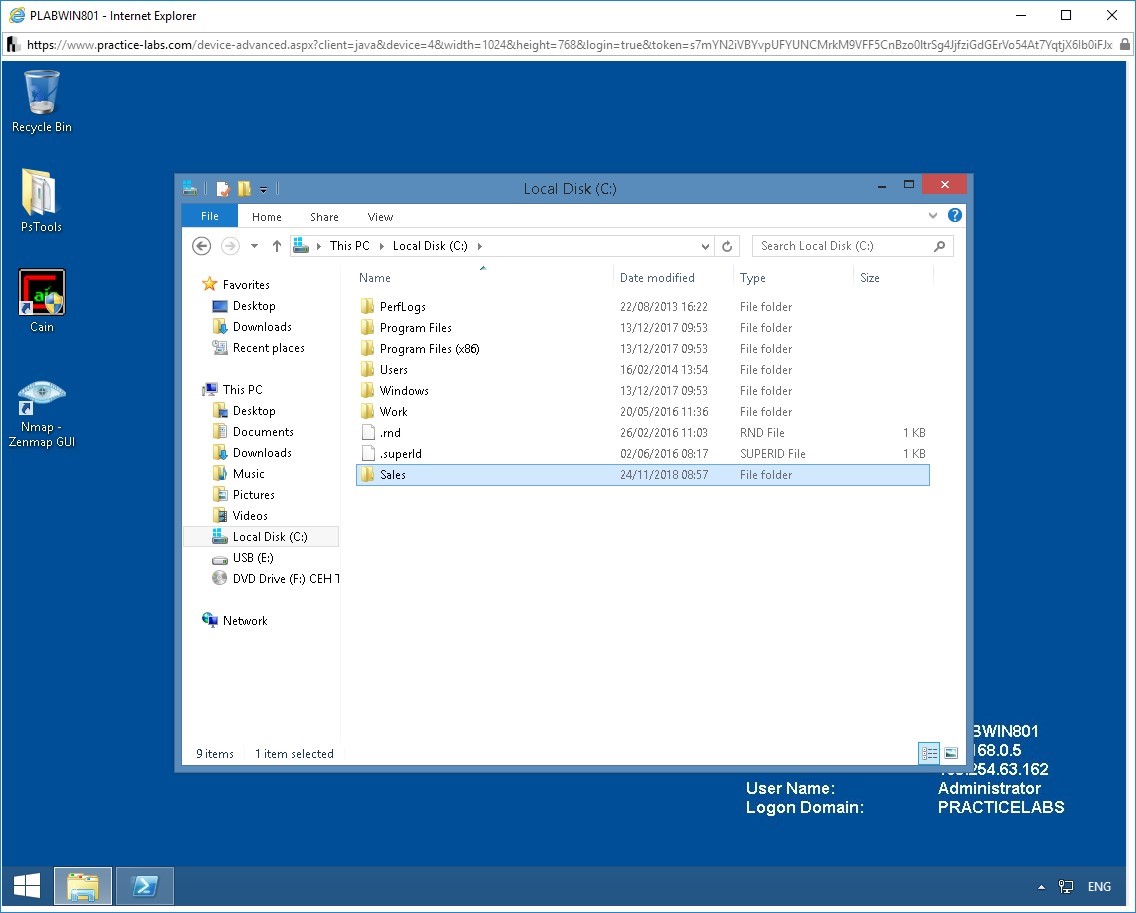 PLABWIN801 - Internet Explorer
https://www.practice-labs.com/device-advanced.aspx?client=java&device=4&width=1024&height=768&login=true&token=
Recycle Bin
PsTools
Cain
Nmap -
Zenmap GUI
Local Disk (C:)
File Home Share View
This PC Local Disk (C:) Search Local Disk (C:)
Favorites
Desktop
Downloads
Recent places
This PC
Desktop
Documents
Downloads
Music
Pictures
Videos
Local Disk (C:)
USB (E:)
DVD Drive (F:) CEH T
Network
Name Date modified Type Size
PerfLogs 22/08/2013 16:22 File folder
Program Files 13/12/2017 09:53 File folder
Program Files (x86) 13/12/2017 09:53 File folder
Users 16/02/2014 13:54 File folder
Windows 13/12/2017 09:53 File folder
Work 20/05/2016 11:36 File folder
.rnd 26/02/2016 11:03 RND File 1 KB
.superId 02/06/2016 08:17 SUPERID File 1 KB
Sales 24/11/2018 08:57 File folder
9 items 1 item selected
BWIN801
168.0.5
.254.63.162
User Name: Administrator
Logon Domain: PRACTICELABS
ENG